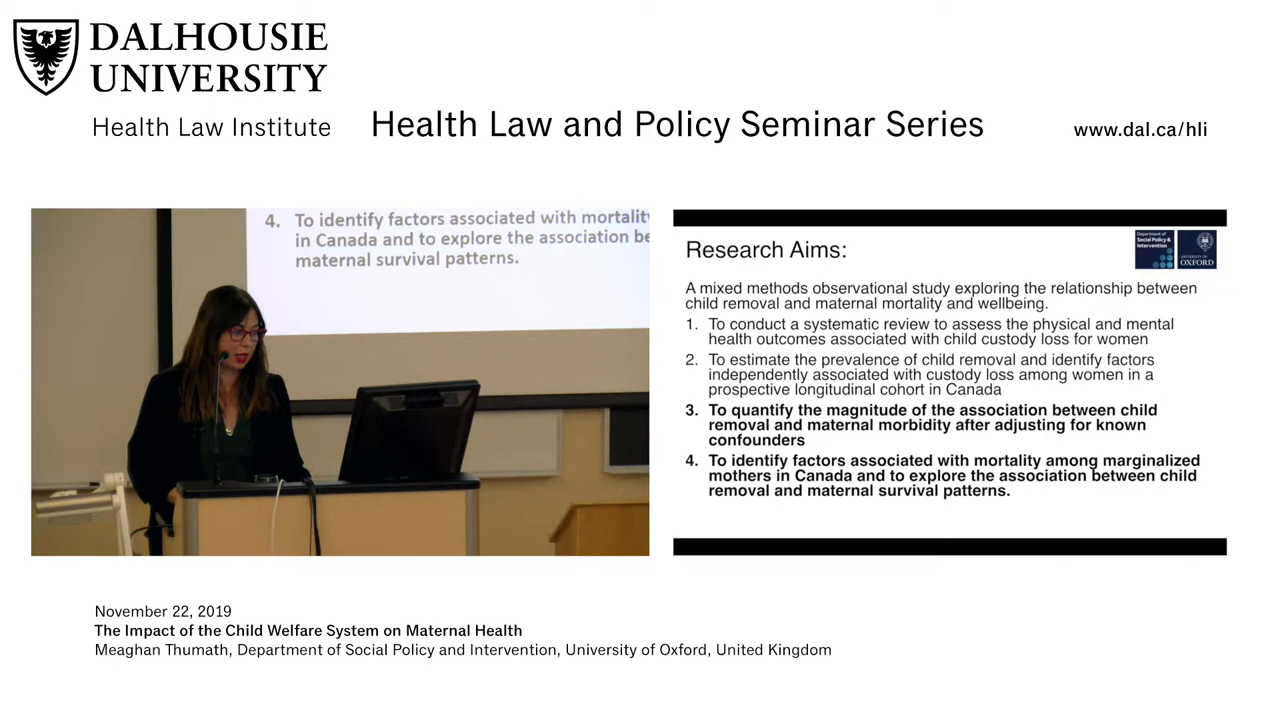 DALHOUSIE
UNIVERSITY
Health Law Institute
Health Law and Policy Seminar Series
www.dal.ca/hli
4. To identify factors associated with mortality
in Canada and to explore the association be
maternal survival patterns.
Research Aims:
Department of
Social Policy &
Intervention
UNIVERSITY OF
OXFORD
A mixed methods observational study exploring the relationship between
child removal and maternal mortality and wellbeing.
1. To conduct a systematic review to assess the physical and mental
health outcomes associated with child custody loss for women
2. To estimate the prevalence of child removal and identify factors
independently associated with custody loss among women in a
prospective longitudinal cohort in Canada
3. To quantify the magnitude of the association between child
removal and maternal morbidity after adjusting for known
confounders
4. To identify factors associated with mortality among marginalized
mothers in Canada and to explore the association between child
removal and maternal survival patterns.
November 22, 2019
The Impact of the Child Welfare System on Maternal Health
Meaghan Thumath, Department of Social Policy and Intervention, University of Oxford, United Kingdom